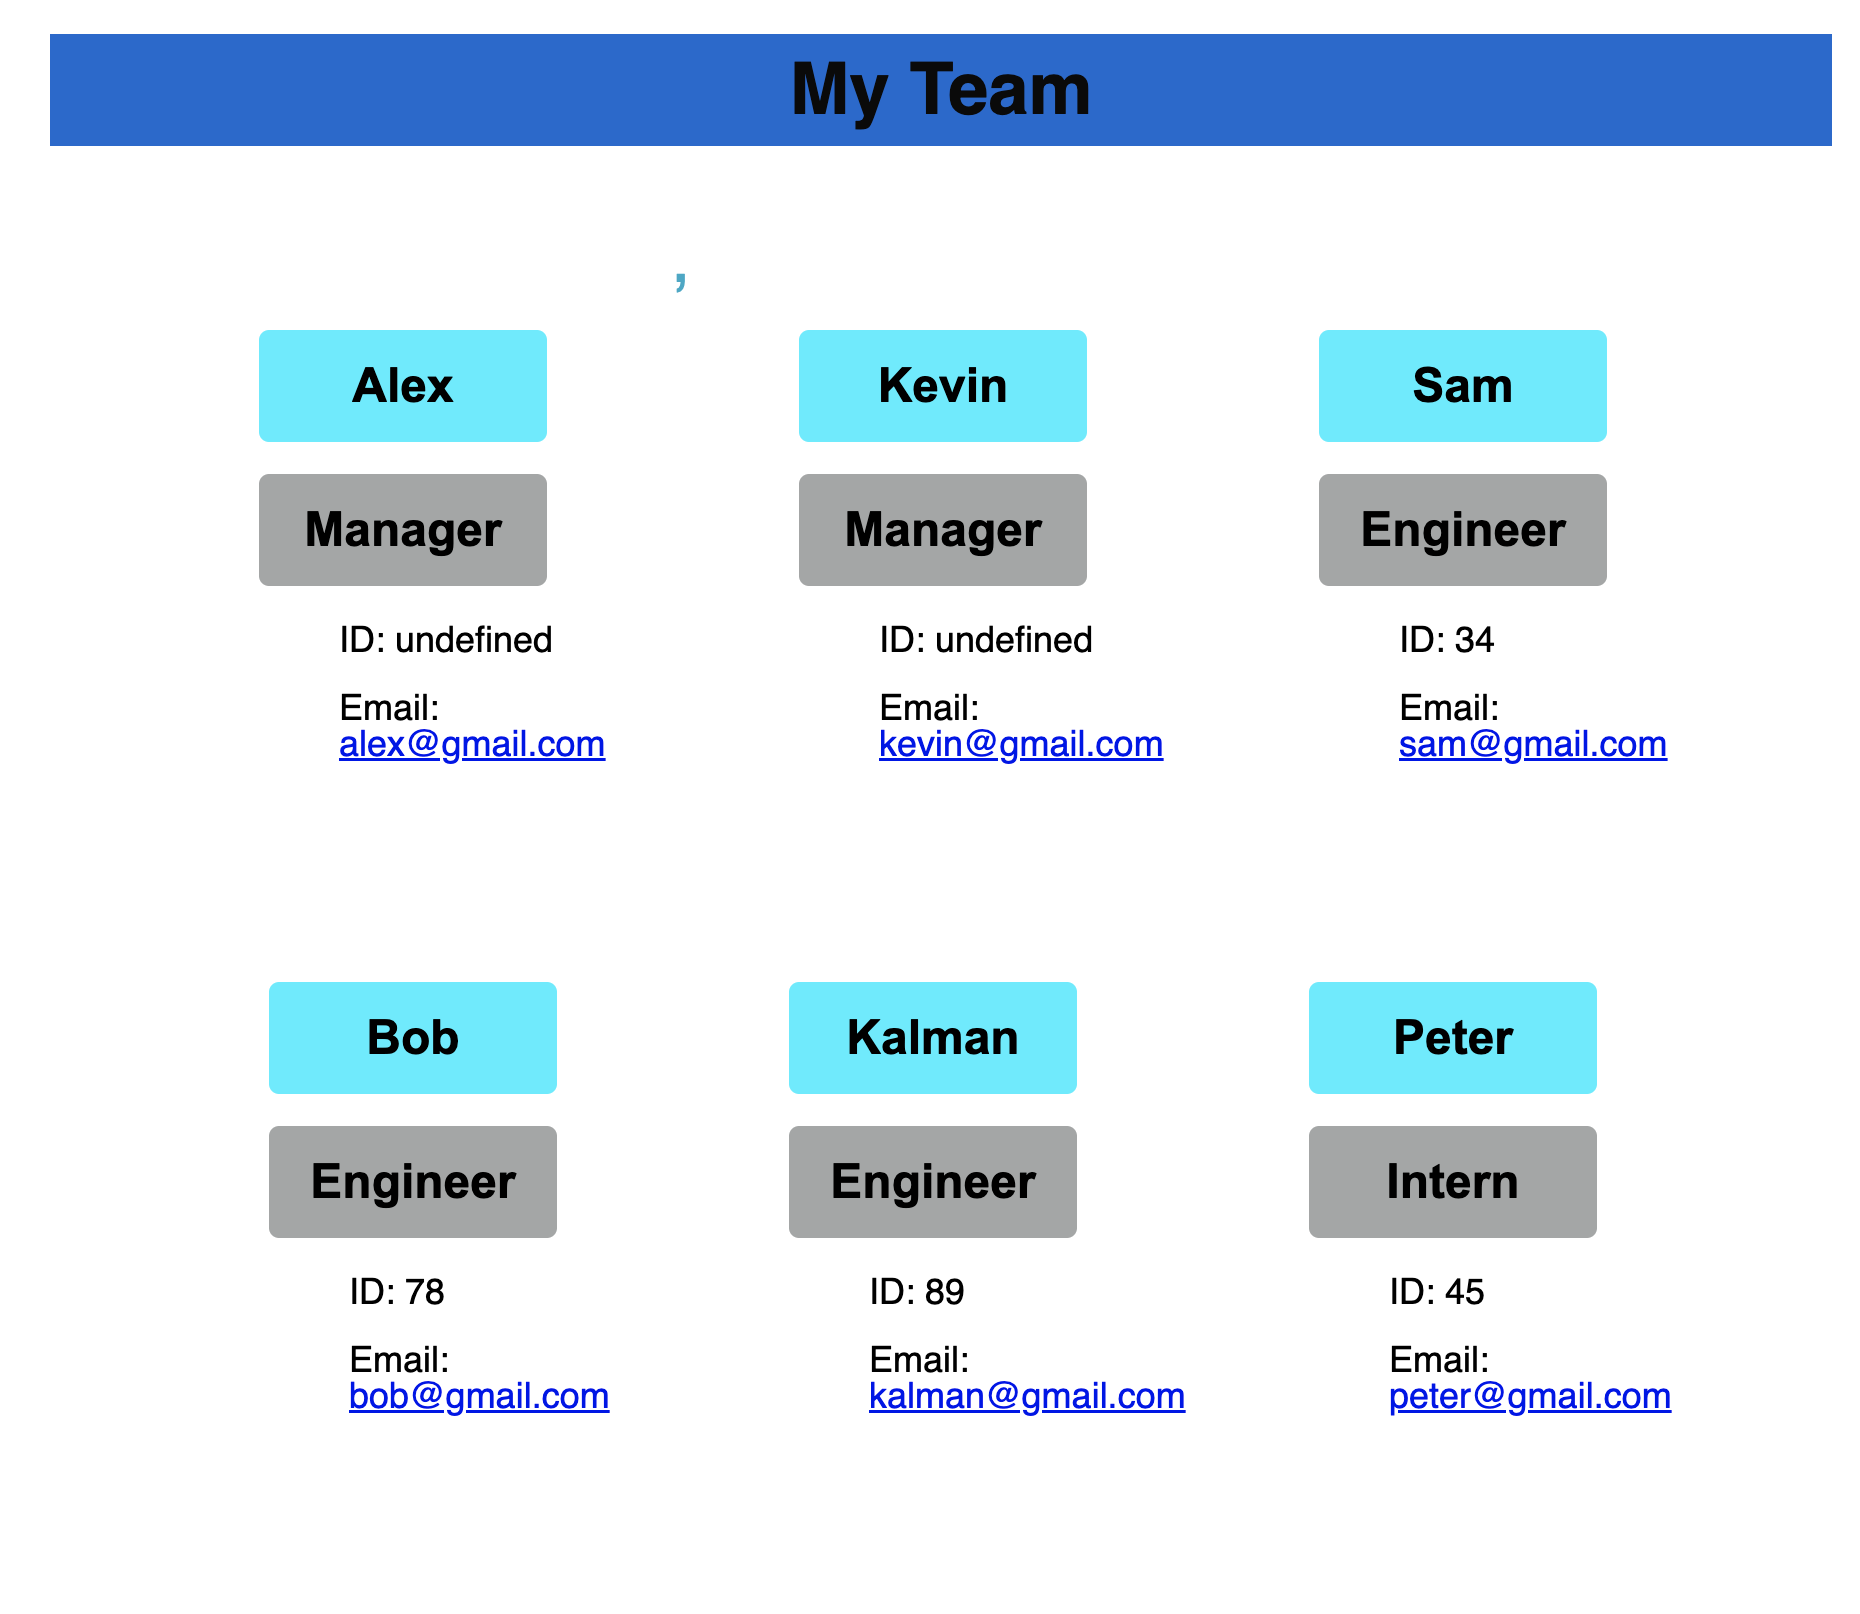 My Team
,
Alex
Manager
ID: undefined
Email:
alex@gmail.com
Kevin
Manager
ID: undefined
Email:
kevin@gmail.com
Sam
Engineer
ID: 34
Email:
sam@gmail.com
Bob
Engineer
ID: 78
Email:
bob@gmail.com
Kalman
Engineer
ID: 89
Email:
kalman@gmail.com
Peter
Intern
ID: 45
Email:
peter@gmail.com